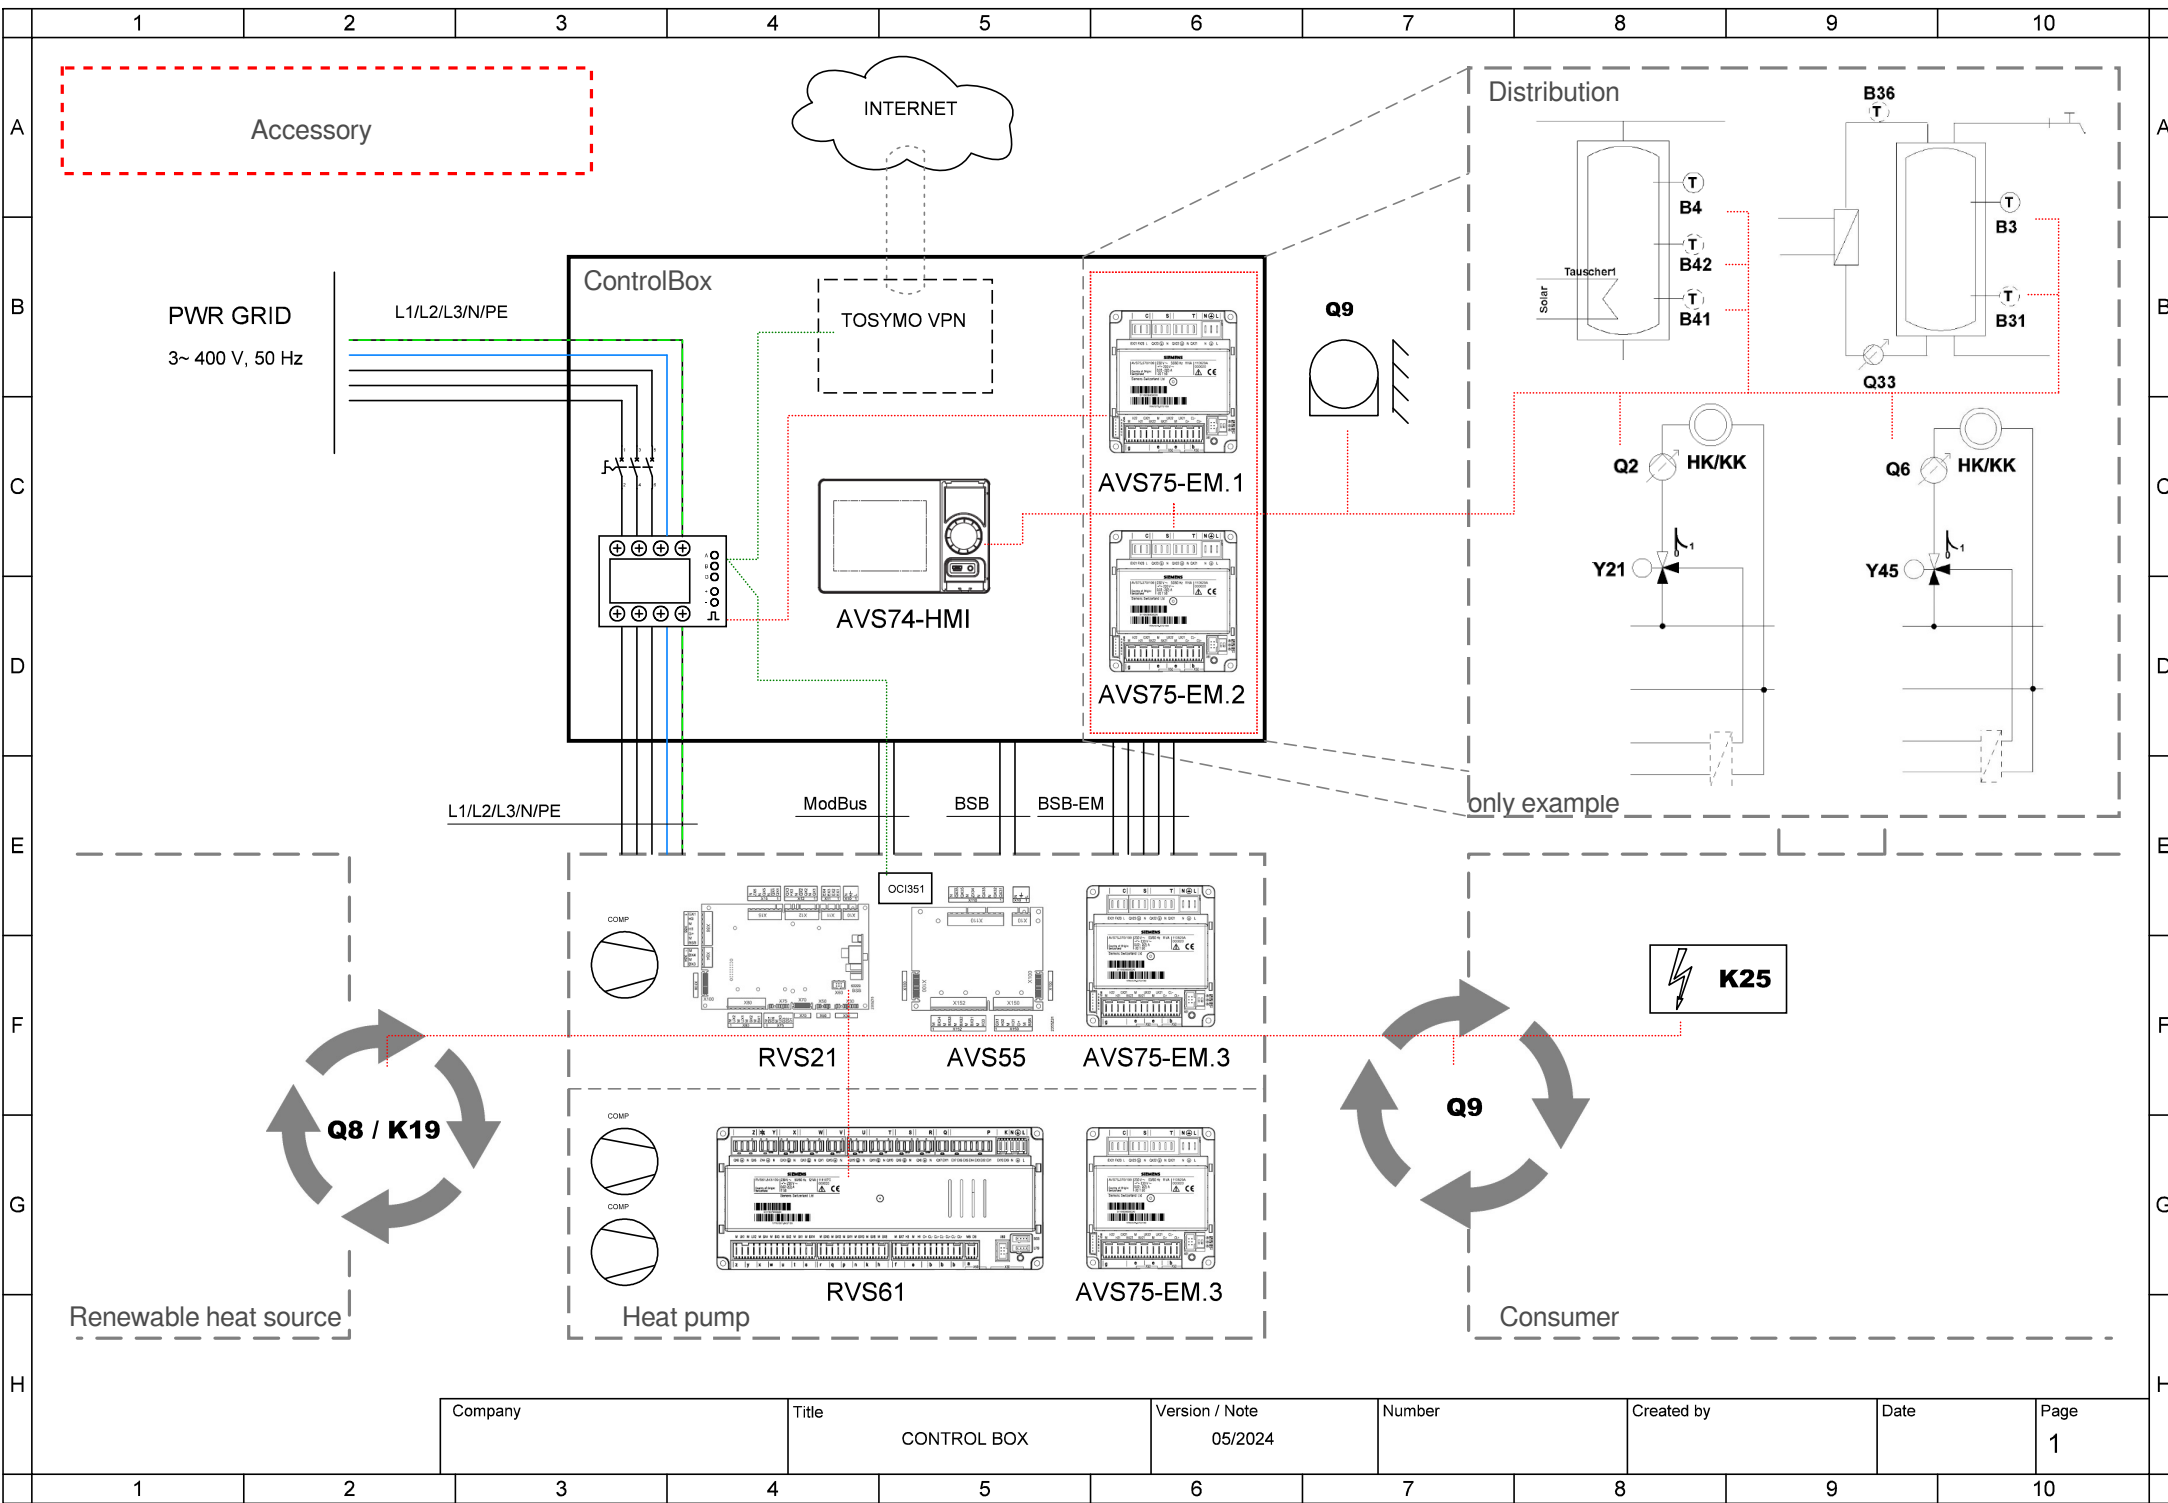 1 2 3 4 5 6 7 8 9 10
A
B
C
D
E
F
G
H
Accessory
INTERNET
PWR GRID
3~ 400 V, 50 Hz
L1/L2/L3/N/PE
ControlBox
TOSYMO VPN
AVS74-HMI
SIEMENS
AVS75-EM.1
SIEMENS
AVS75-EM.2
Q9
Distribution
B4
B42
B41
Tauscher1
Solar
B36
B3
B31
Q33
Q2
HK/KK
Y21
Q6
HK/KK
Y45
only example
L1/L2/L3/N/PE
ModBus
BSB
BSB-EM
OCI351
COMP
RVS21
AVS55
SIEMENS
AVS75-EM.3
COMP
COMP
SIEMENS
RVS61
SIEMENS
AVS75-EM.3
Heat pump
Q8 / K19
Renewable heat source
Q9
K25
Consumer
Company
Title
CONTROL BOX
Version / Note
05/2024
Number
Created by
Date
Page
1
1 2 3 4 5 6 7 8 9 10
A
B
C
D
E
F
G
H